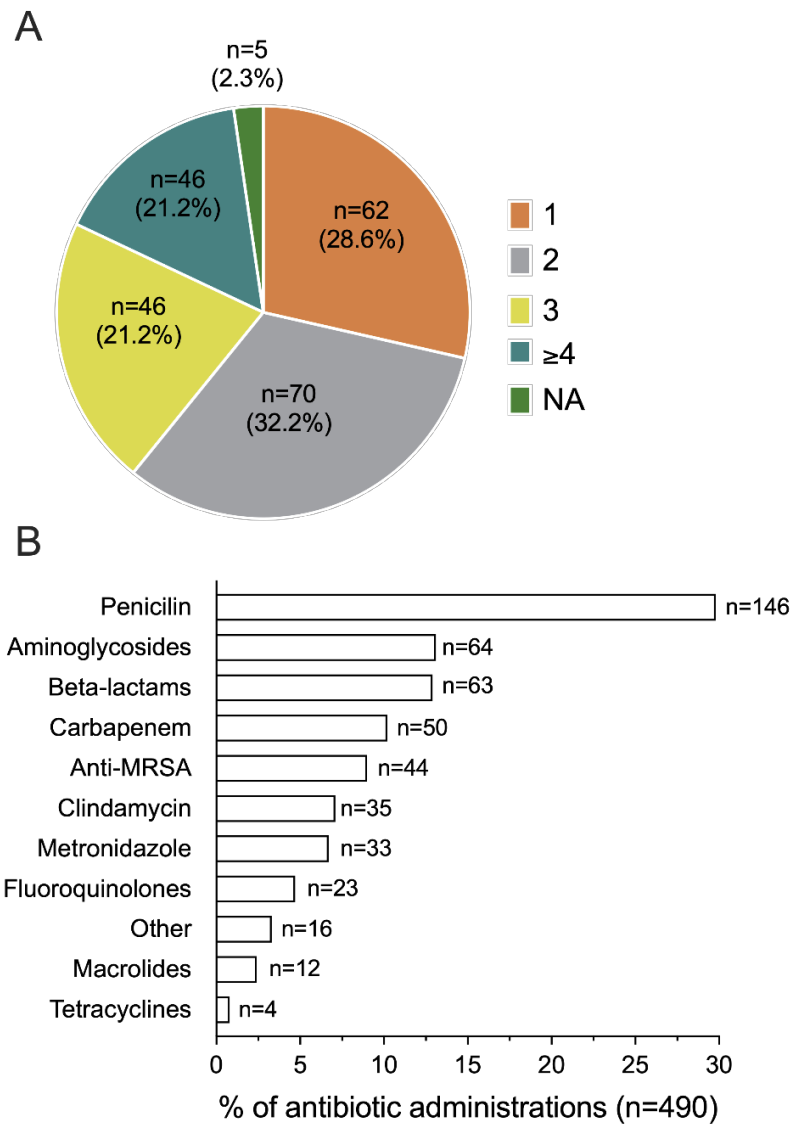 A
n=5
(2.3%)
n=46
(21.2%)
n=62
(28.6%)
n=46
(21.2%)
n=70
(32.2%)
1
2
3
≥4
NA
B
Penicilin n=146
Aminoglycosides n=64
Beta-lactams n=63
Carbapenem n=50
Anti-MRSA n=44
Clindamycin n=35
Metronidazole n=33
Fluoroquinolones n=23
Other n=16
Macrolides n=12
Tetracyclines n=4
0 5 10 15 20 25 30
% of antibiotic administrations (n=490)